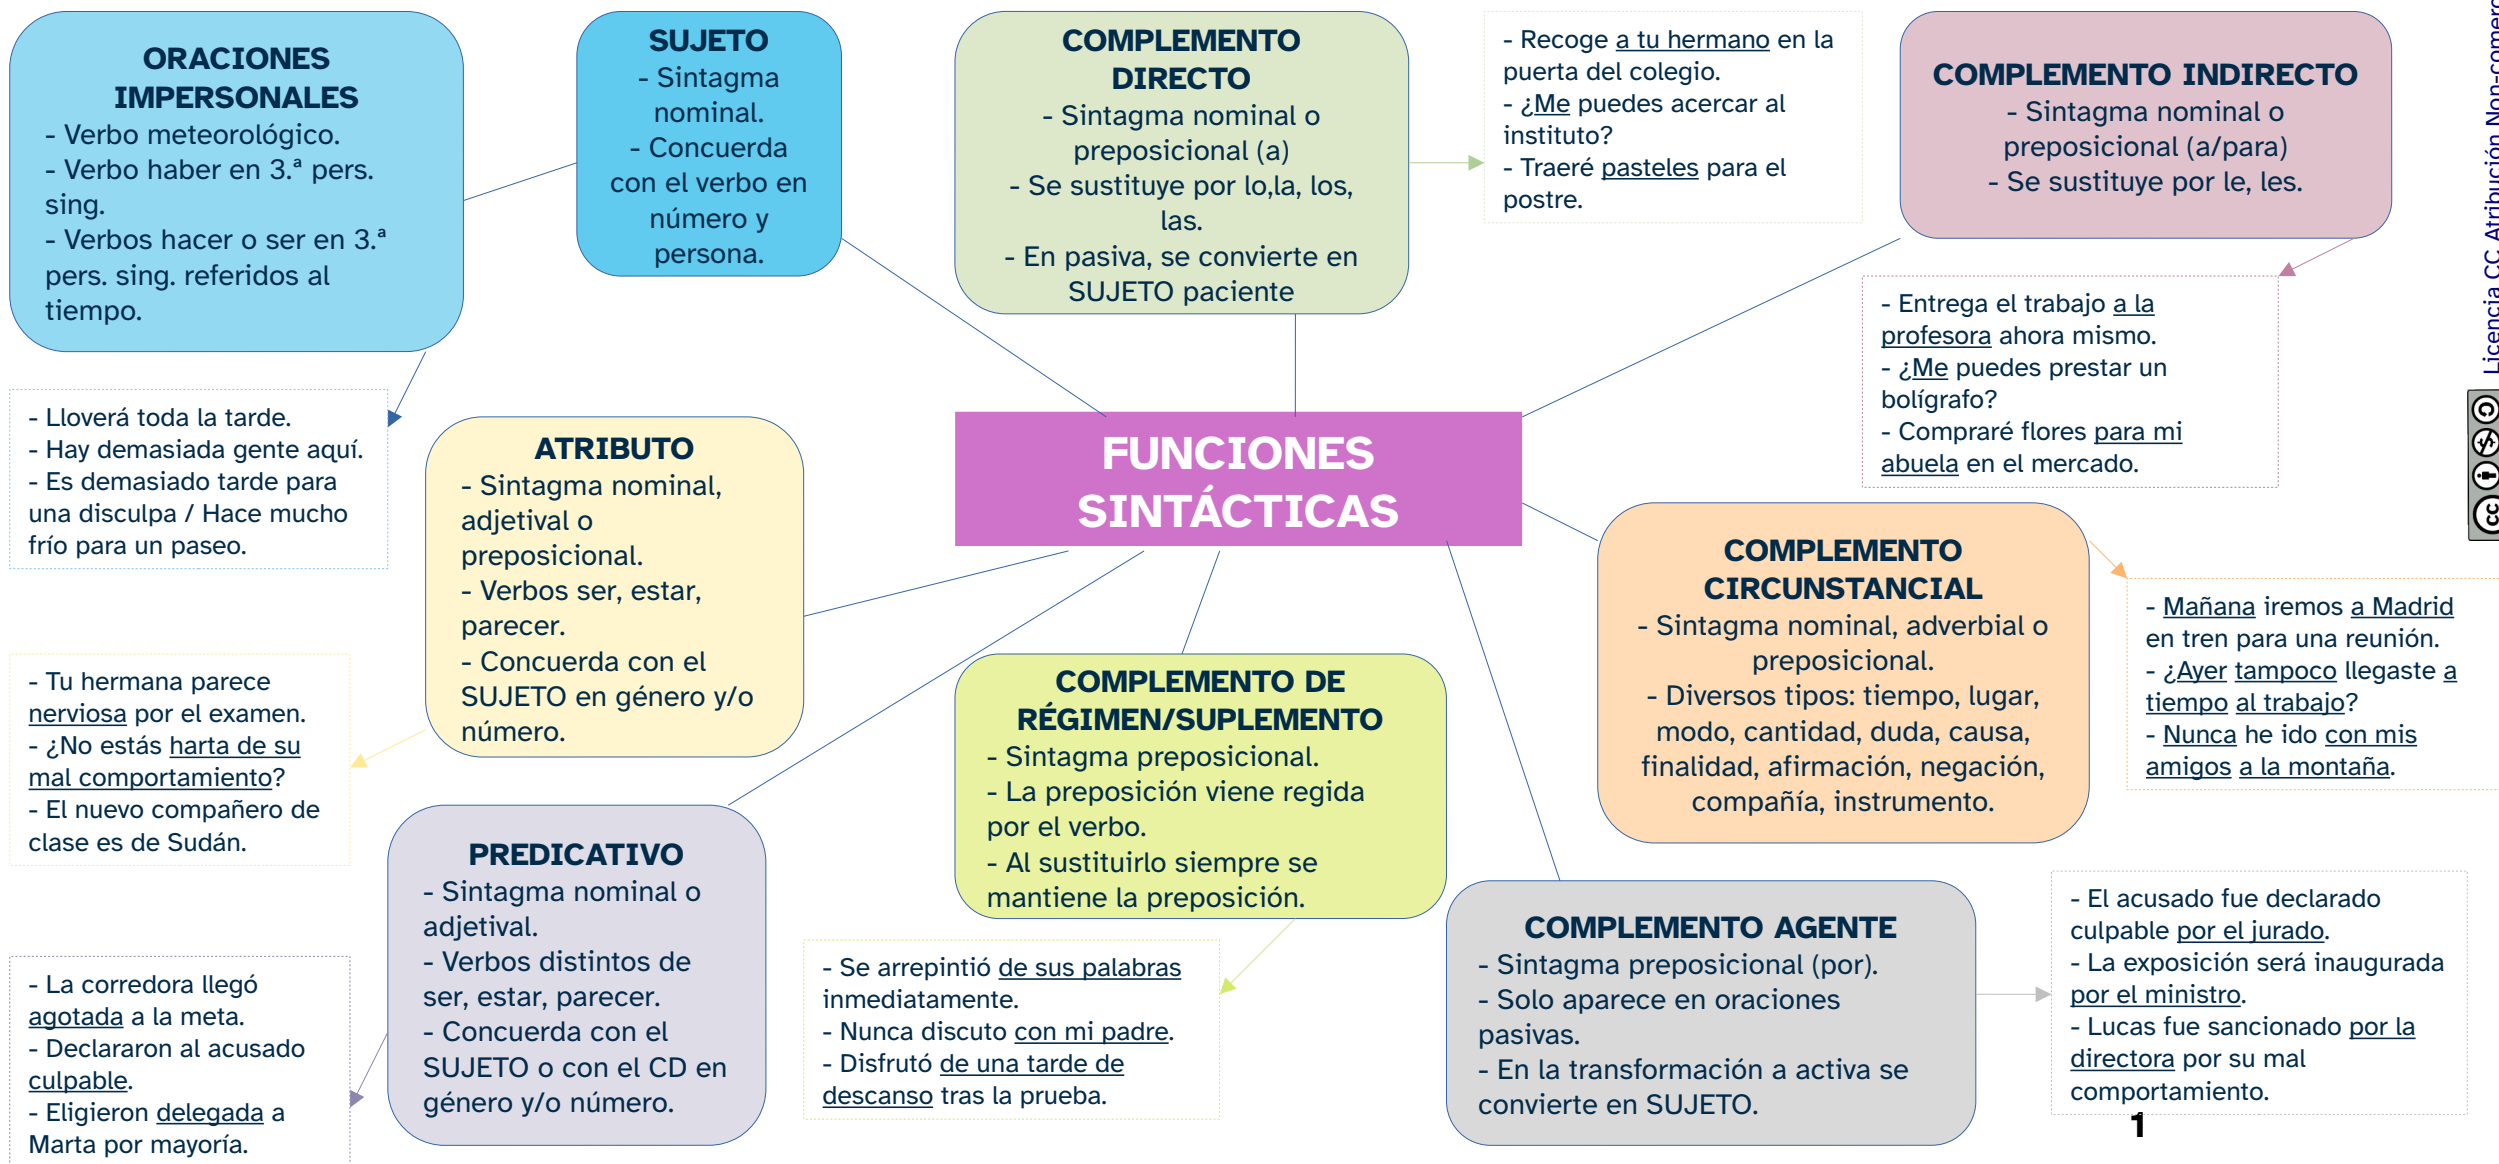 ORACIONES
IMPERSONALES
- Verbo meteorológico.
- Verbo haber en 3.ª pers.
sing.
- Verbos hacer o ser en 3.ª
pers. sing. referidos al
tiempo.
- Lloverá toda la tarde.
- Hay demasiada gente aquí.
- Es demasiado tarde para
una disculpa / Hace mucho
frío para un paseo.
SUJETO
- Sintagma
nominal.
- Concuerda
con el verbo en
número y
persona.
COMPLEMENTO
DIRECTO
- Sintagma nominal o
preposicional (a)
- Se sustituye por lo,la, los,
las.
- En pasiva, se convierte en
SUJETO paciente
- Recoge a tu hermano en la
puerta del colegio.
- ¿Me puedes acercar al
instituto?
- Traeré pasteles para el
postre.
COMPLEMENTO INDIRECTO
- Sintagma nominal o
preposicional (a/para)
- Se sustituye por le, les.
- Entrega el trabajo a la
profesora ahora mismo.
- ¿Me puedes prestar un
bolígrafo?
- Compraré flores para mi
abuela en el mercado.
FUNCIONES
SINTÁCTICAS
ATRIBUTO
- Sintagma nominal,
adjetival o
preposicional.
- Verbos ser, estar,
parecer.
- Concuerda con el
SUJETO en género y/o
número.
- Tu hermana parece
nerviosa por el examen.
- ¿No estás harta de su
mal comportamiento?
- El nuevo compañero de
clase es de Sudán.
PREDICATIVO
- Sintagma nominal o
adjetival.
- Verbos distintos de
ser, estar, parecer.
- Concuerda con el
SUJETO o con el CD en
género y/o número.
- La corredora llegó
agotada a la meta.
- Declararon al acusado
culpable.
- Eligieron delegada a
Marta por mayoría.
COMPLEMENTO DE
RÉGIMEN/SUPLEMENTO
- Sintagma preposicional.
- La preposición viene regida
por el verbo.
- Al sustituirlo siempre se
mantiene la preposición.
- Se arrepintió de sus palabras
inmediatamente.
- Nunca discuto con mi padre.
- Disfrutó de una tarde de
descanso tras la prueba.
COMPLEMENTO
CIRCUNSTANCIAL
- Sintagma nominal, adverbial o
preposicional.
- Diversos tipos: tiempo, lugar,
modo, cantidad, duda, causa,
finalidad, afirmación, negación,
compañía, instrumento.
- Mañana iremos a Madrid
en tren para una reunión.
- ¿Ayer tampoco llegaste a
tiempo al trabajo?
- Nunca he ido con mis
amigos a la montaña.
COMPLEMENTO AGENTE
- Sintagma preposicional (por).
- Solo aparece en oraciones
pasivas.
- En la transformación a activa se
convierte en SUJETO.
- El acusado fue declarado
culpable por el jurado.
- La exposición será inaugurada
por el ministro.
- Lucas fue sancionado por la
directora por su mal
comportamiento.
1
cc
Licencia CC Atribución